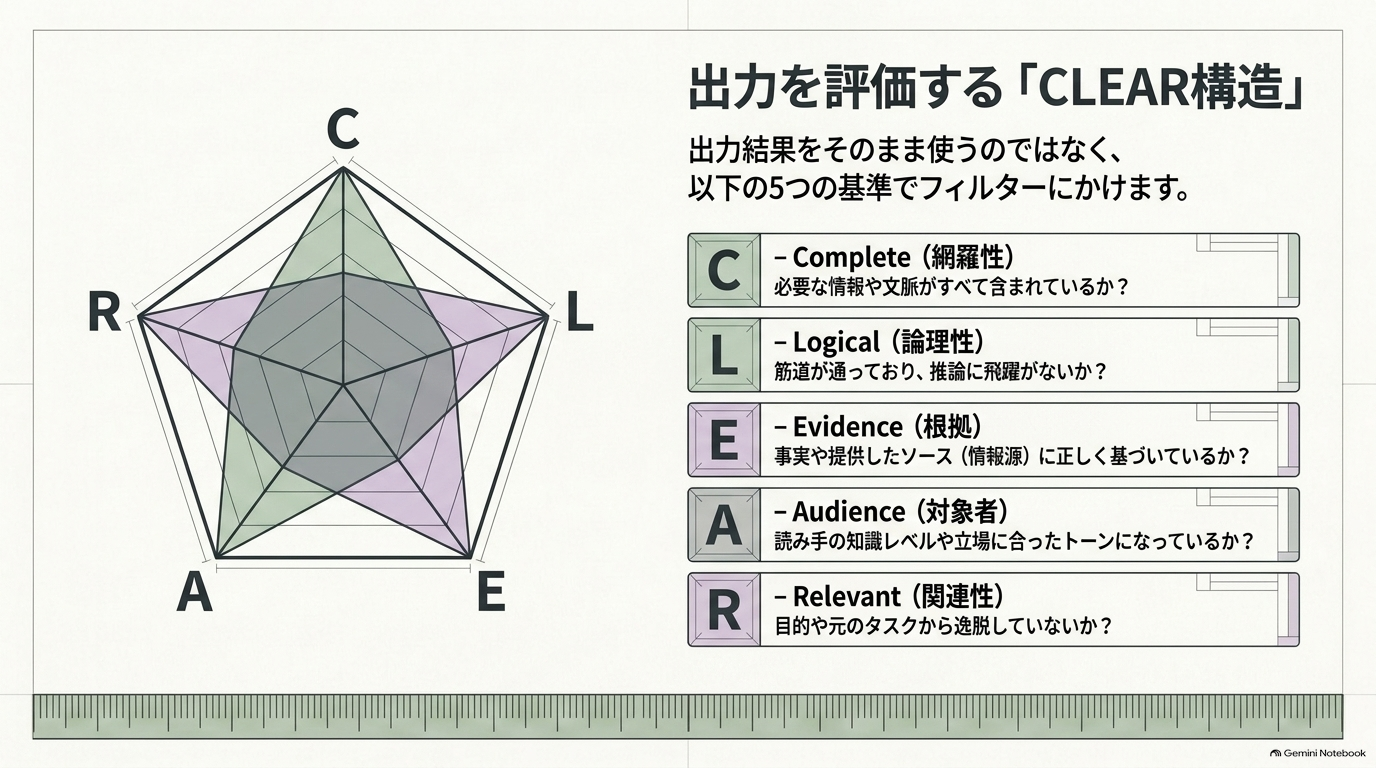 出力を評価する「CLEAR構造」
出力結果をそのまま使うのではなく、
以下の5つの基準でフィルターにかけます。
C
L
E
A
R
C
– Complete（網羅性）
必要な情報や文脈がすべて含まれているか？
L
– Logical（論理性）
筋道が通っており、推論に飛躍がないか？
E
– Evidence（根拠）
事実や提供したソース（情報源）に正しく基づいているか？
A
– Audience（対象者）
読み手の知識レベルや立場に合ったトーンになっているか？
R
– Relevant（関連性）
目的や元のタスクから逸脱していないか？
Gemini Notebook